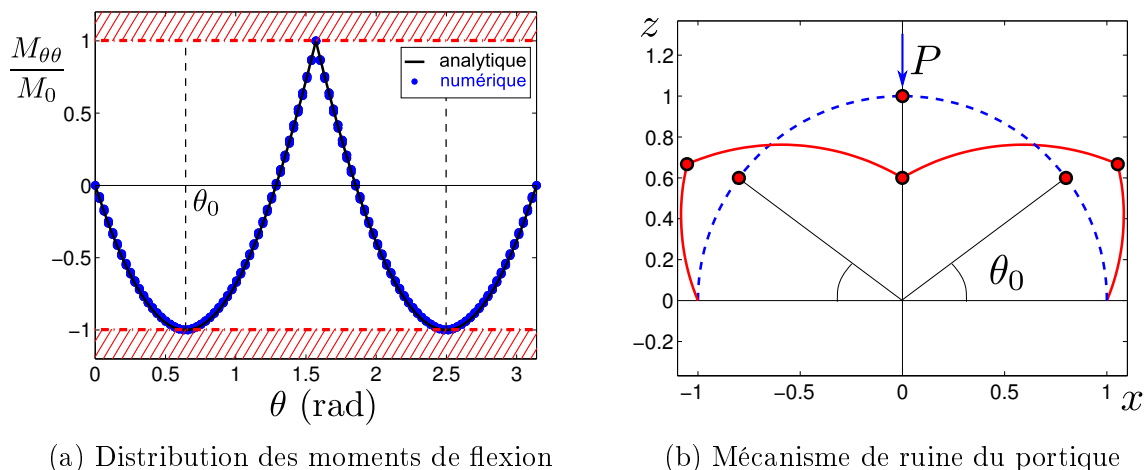 M_{θθ}
M_0
1
0.5
0
−0.5
−1
analytique
numérique
θ_0
0 0.5 1 1.5 2 2.5 3
θ (rad)
(a) Distribution des moments de flexion
z
P
1.2
1
0.8
0.6
0.4
0.2
0
−0.2
θ_0
−1 −0.5 0 0.5 1
x
(b) Mécanisme de ruine du portique